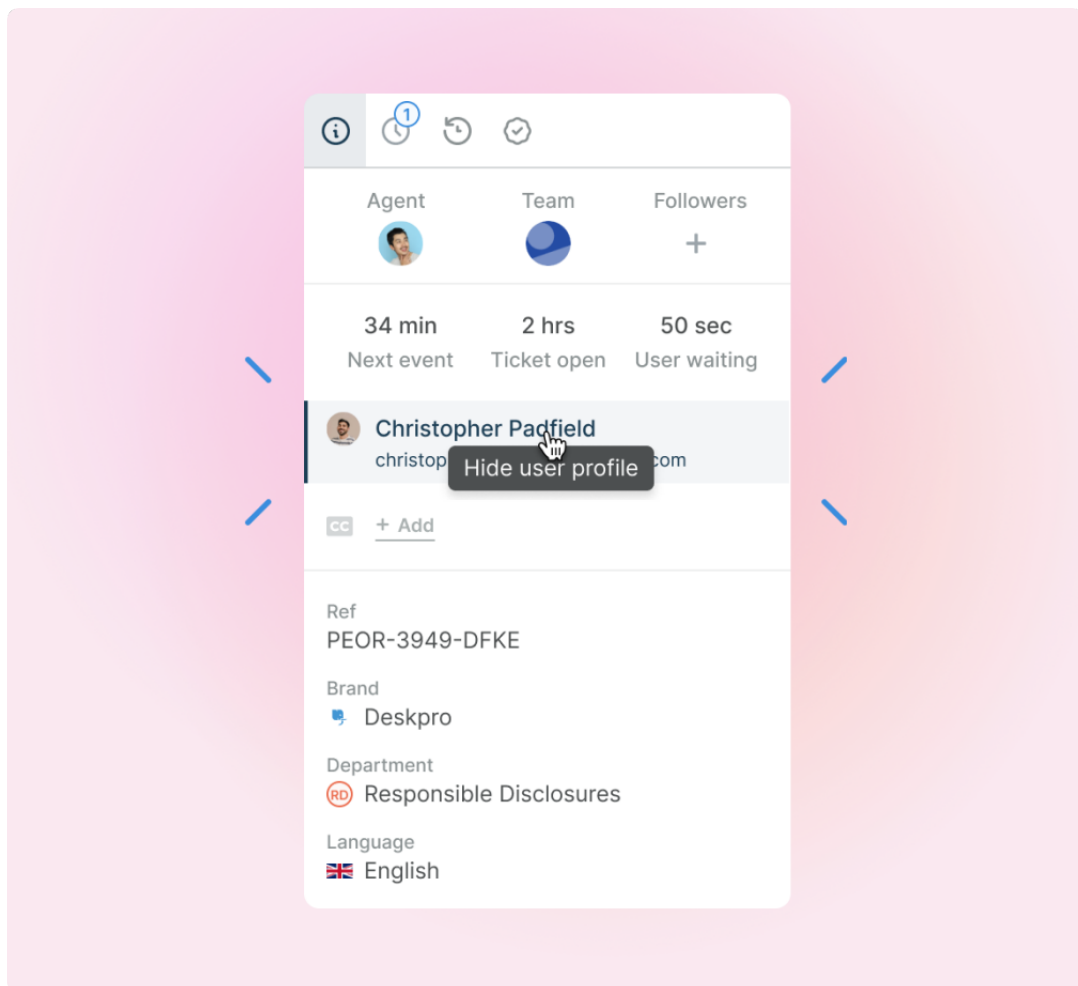 1
Agent Team Followers
+
34 min 2 hrs 50 sec
Next event Ticket open User waiting
Christopher Padfield
christop com
Hide user profile
CC + Add
Ref
PEOR-3949-DFKE
Brand
Deskpro
Department
RD Responsible Disclosures
Language
English